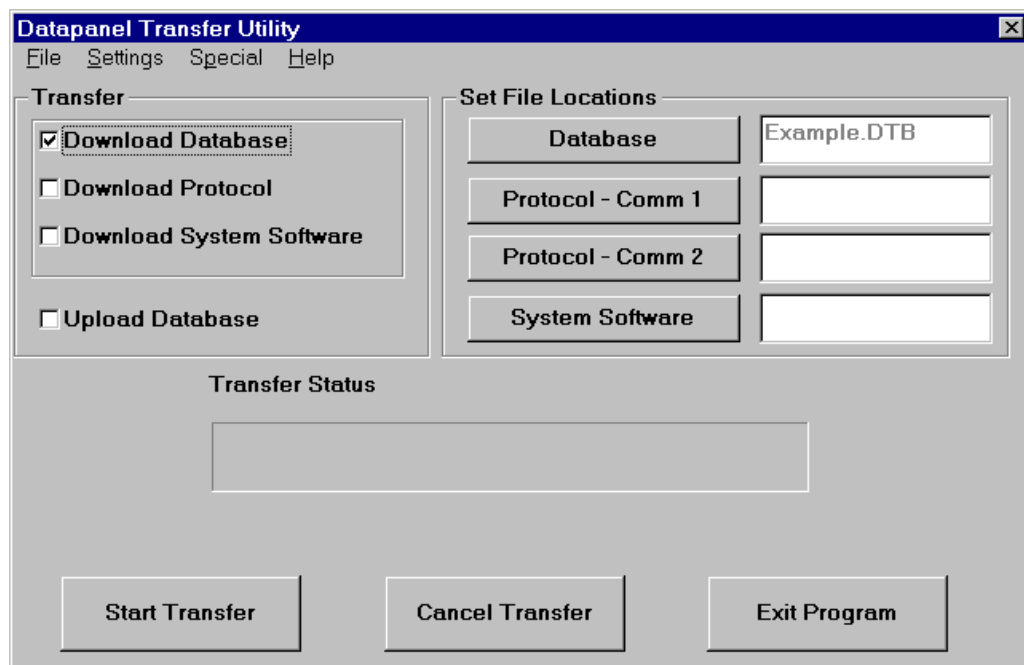 Datapanel Transfer Utility
File Settings Special Help
Transfer
Download Database
Download Protocol
Download System Software
Upload Database
Set File Locations
Database
Example.DTB
Protocol - Comm 1
Protocol - Comm 2
System Software
Transfer Status
Start Transfer
Cancel Transfer
Exit Program